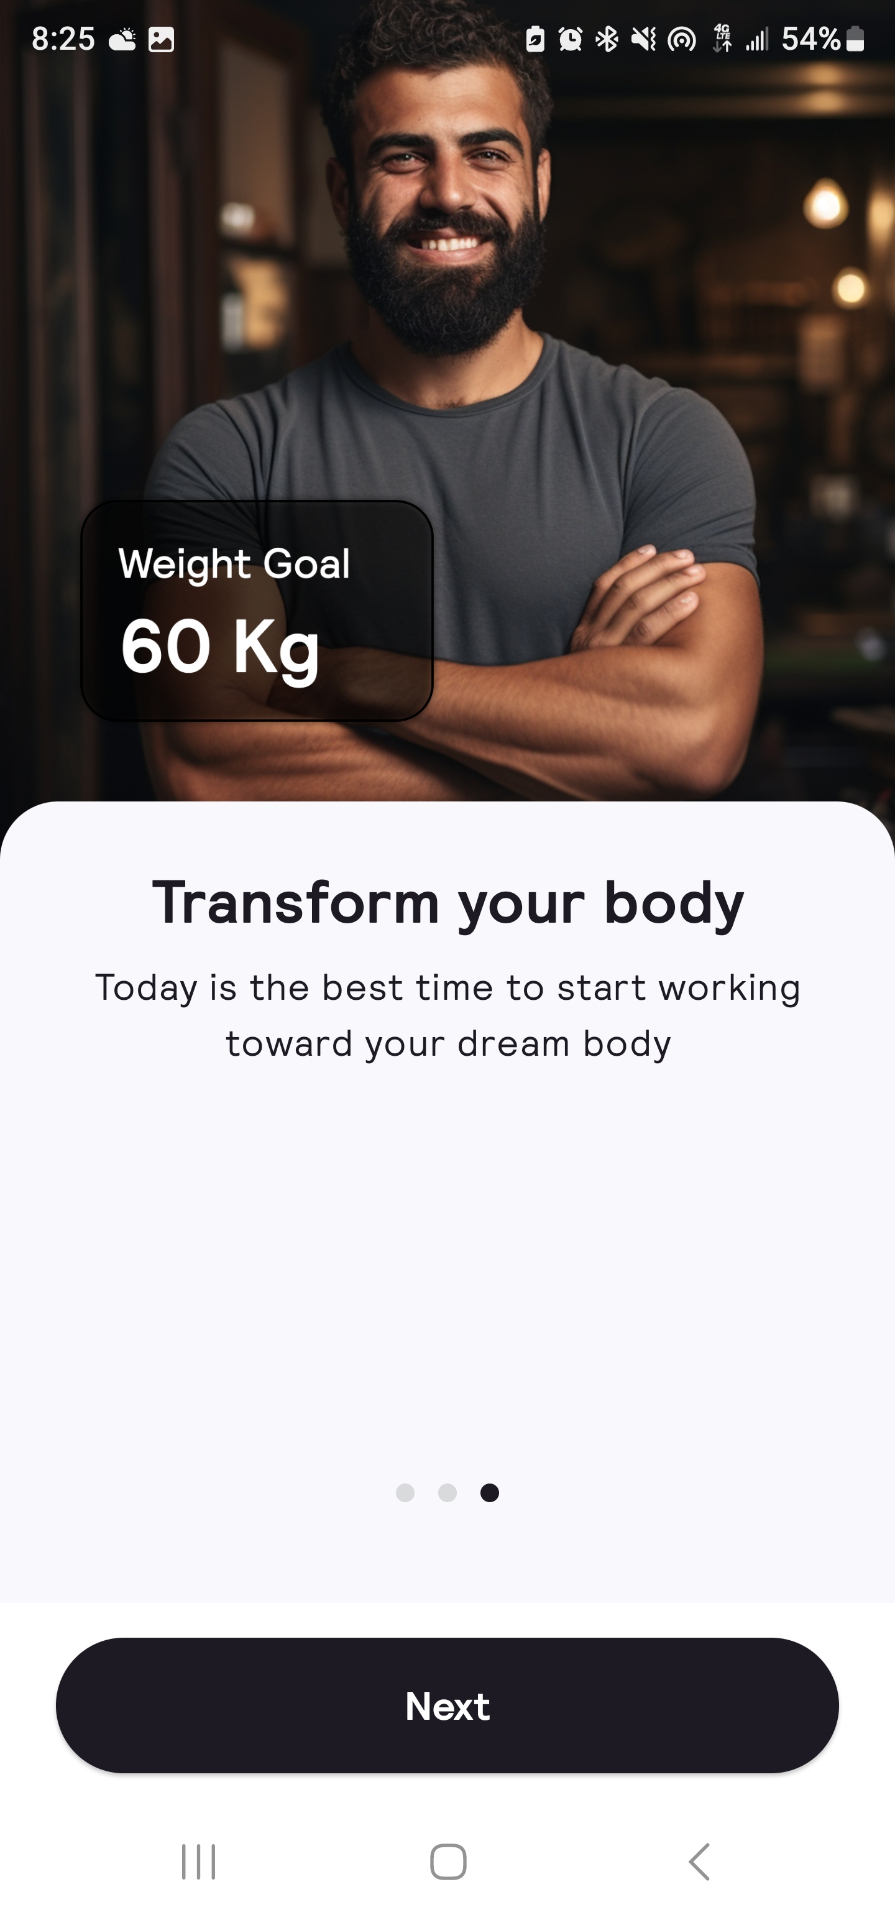 8:25
4G
LTE
54%
Weight Goal
60 Kg
Transform your body
Today is the best time to start working
toward your dream body
Next